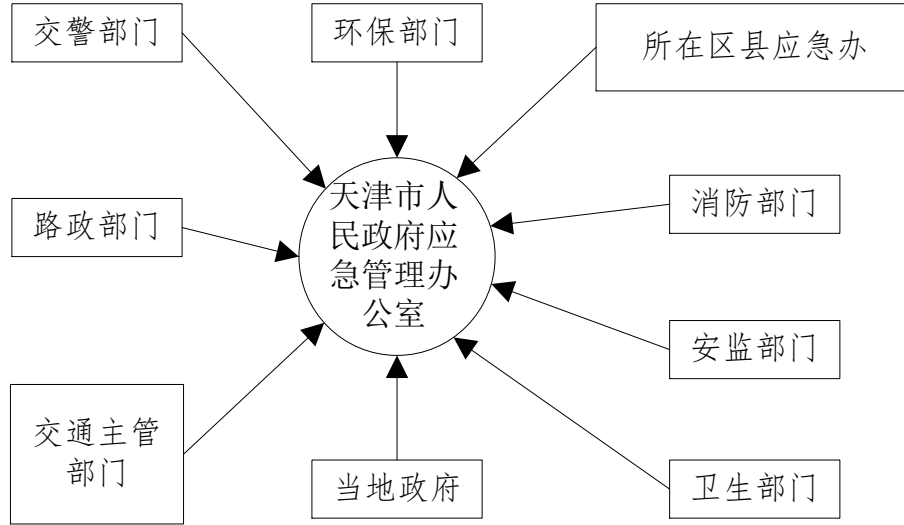 交警部门
环保部门
所在区县应急办
天津市人
民政府应
急管理办
公室
路政部门
消防部门
安监部门
交通主管
部门
当地政府
卫生部门